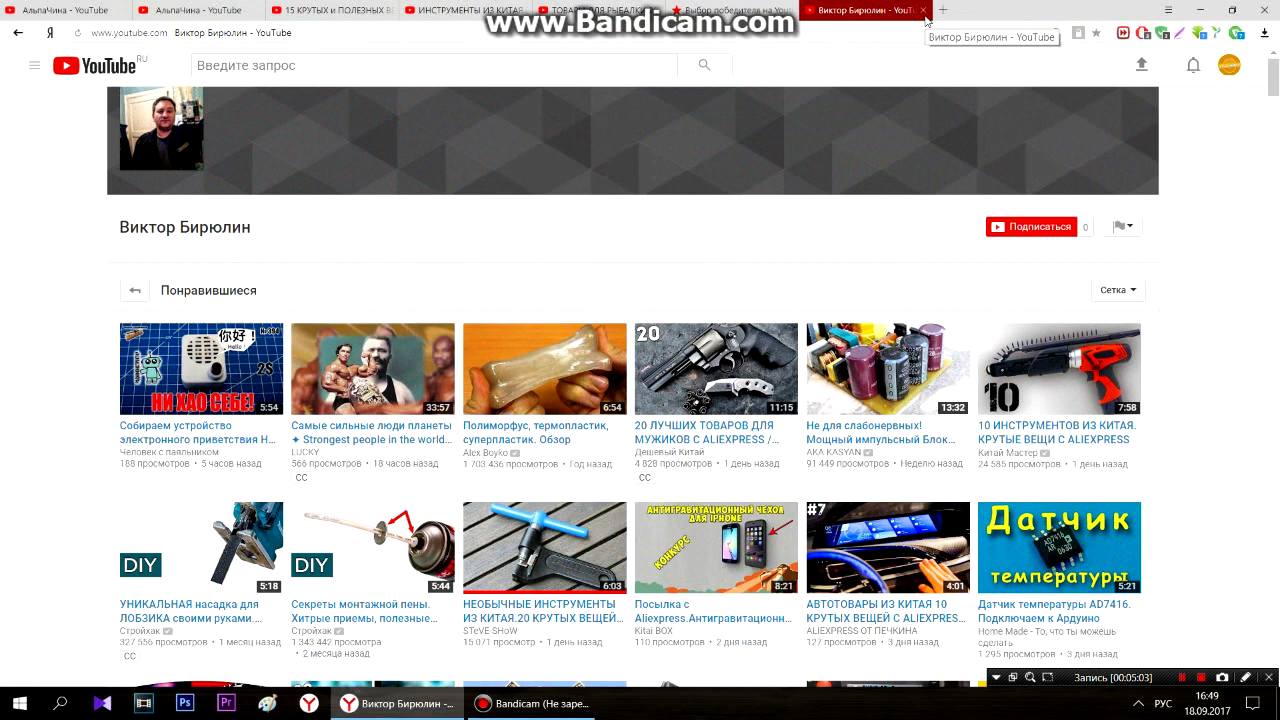 АльпаЧина - YouTube
АльпаЧина - YouTube
15 КРУТЫХ И ПОЛЕЗНЫХ ВЕ
ИНСТРУМЕНТЫ ИЗ КИТАЯ
ТОВАРЫ ДЛЯ РЫБАЛКИ
Выбор победителя на You
Виктор Бирюлин - YouT
www.Bandicam.com
Я
www.youtube.com
Виктор Бирюлин - YouTube
Виктор Бирюлин - YouTube
YouTube RU
Введите запрос
Виктор Бирюлин
Подписаться
0
Понравившиеся
Сетка
你好!
Hello!
№394
2$
НИ ХАО СЕБЕ!
5:54
33:57
6:54
20
11:15
13:32
10
7:58
Собираем устройство
электронного приветствия Н...
Человек с паяльником
188 просмотров • 5 часов назад
Самые сильные люди планеты
✦ Strongest people in the world...
LUCKY
566 просмотров • 18 часов назад
CC
Полиморфус, термопластик,
суперпластик. Обзор
Alex Boyko
1 703 436 просмотров • Год назад
20 ЛУЧШИХ ТОВАРОВ ДЛЯ
МУЖИКОВ С ALIEXPRESS /...
Дешевый Китай
4 828 просмотров • 1 день назад
CC
Не для слабонервных!
Мощный импульсный Блок...
AKA KASYAN
91 449 просмотров • Неделю назад
10 ИНСТРУМЕНТОВ ИЗ КИТАЯ.
КРУТЫЕ ВЕЩИ С ALIEXPRESS
Китай Мастер
24 585 просмотров • 1 день назад
DIY
5:18
DIY
5:44
6:03
АНТИГРАВИТАЦИОННЫЙ ЧЕХОЛ
ДЛЯ IPHONE
КОНКУРС
8:21
#7
4:01
Датчик
температуры
5:21
УНИКАЛЬНАЯ насадка для
ЛОБЗИКА своими руками....
Стройхак
327 556 просмотров • 1 месяц назад
CC
Секреты монтажной пены.
Хитрые приемы, полезные...
Стройхак
1 343 442 просмотра
• 2 месяца назад
НЕОБЫЧНЫЕ ИНСТРУМЕНТЫ
ИЗ КИТАЯ.20 КРУТЫХ ВЕЩЕЙ...
STeVE SHoW
15 071 просмотр • 1 день назад
Посылка с
Aliexpress.Антигравитационн...
Kitai BOX
110 просмотров • 2 дня назад
АВТОТОВАРЫ ИЗ КИТАЯ 10
КРУТЫХ ВЕЩЕЙ С ALIEXPRES...
ALIEXPRESS ОТ ПЕЧКИНА
127 просмотров • 3 дня назад
Датчик температуры AD7416.
Подключаем к Ардуино
Home Made - То, что ты можешь
сделать
1 295 просмотров • 3 дня назад
Запись [00:05:03]
Ps
Pr
Виктор Бирюлин -...
Bandicam (Не заре...
РУС
16:49
18.09.2017